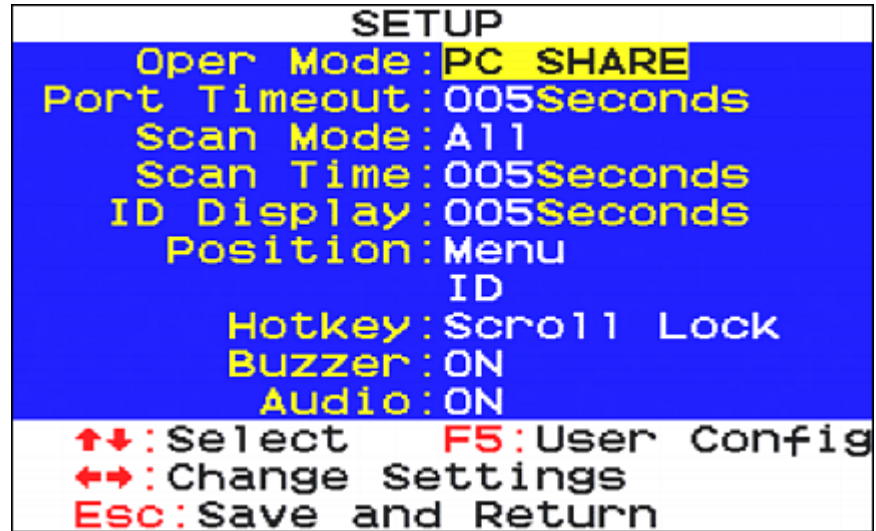 SETUP
Oper Mode:PC SHARE
Port Timeout:005Seconds
Scan Mode:All
Scan Time:005Seconds
ID Display:005Seconds
Position:Menu
ID
Hotkey:Scroll Lock
Buzzer:ON
Audio:ON
↑↓:Select F5:User Config
←→:Change Settings
Esc:Save and Return